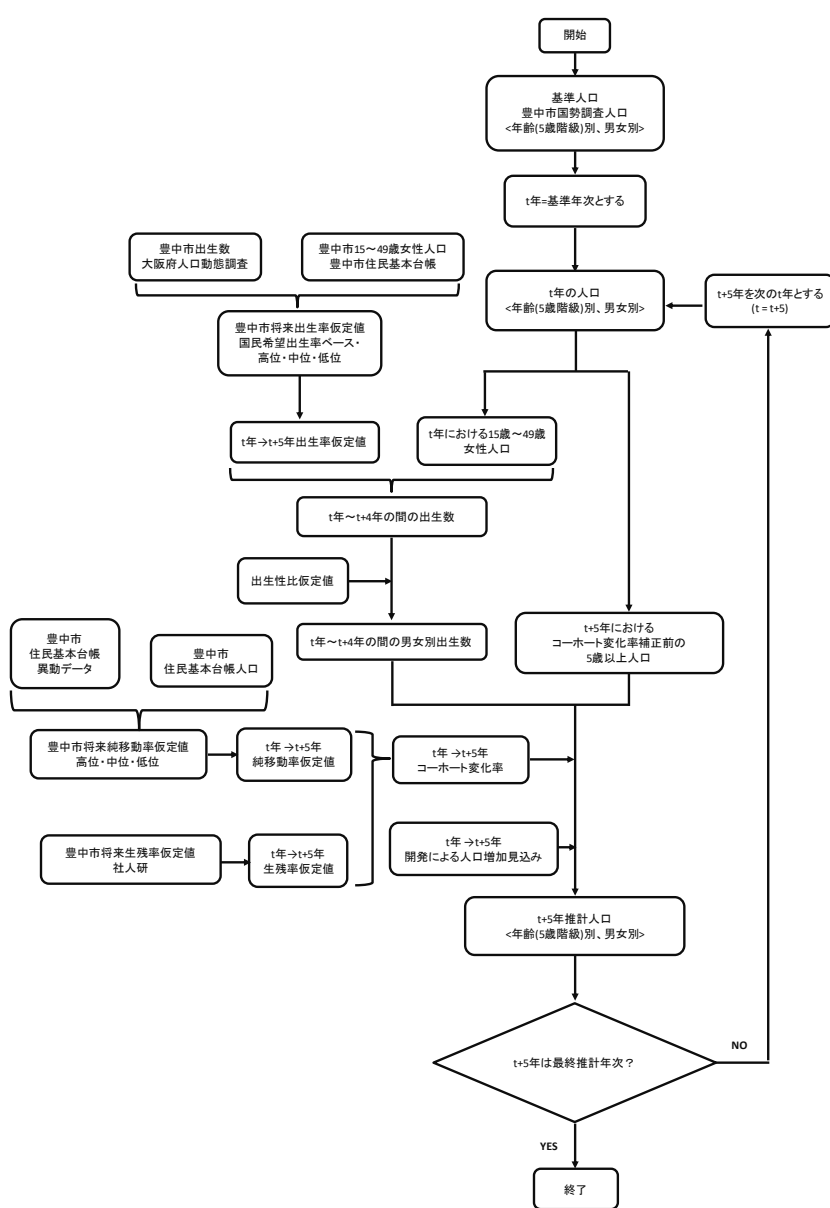 開始
基準人口
豊中市国勢調査人口
<年齢(5歳階級)別、男女別>
t年=基準年次とする
豊中市出生数
大阪府人口動態調査
豊中市15～49歳女性人口
豊中市住民基本台帳
t年の人口
<年齢(5歳階級)別、男女別>
t+5年を次のt年とする
(t = t+5)
豊中市将来出生率仮定値
国民希望出生率ベース・
高位・中位・低位
t年→t+5年出生率仮定値
t年における15歳～49歳
女性人口
t年～t+4年の間の出生数
出生性比仮定値
t年～t+4年の間の男女別出生数
t+5年における
コーホート変化率補正前の
5歳以上人口
豊中市
住民基本台帳
異動データ
豊中市
住民基本台帳人口
豊中市将来純移動率仮定値
高位・中位・低位
t年 →t+5年
純移動率仮定値
t年 →t+5年
コーホート変化率
豊中市将来生残率仮定値
社人研
t年→t+5年
生残率仮定値
t年 →t+5年
開発による人口増加見込み
t+5年推計人口
<年齢(5歳階級)別、男女別>
t+5年は最終推計年次？
NO
YES
終了